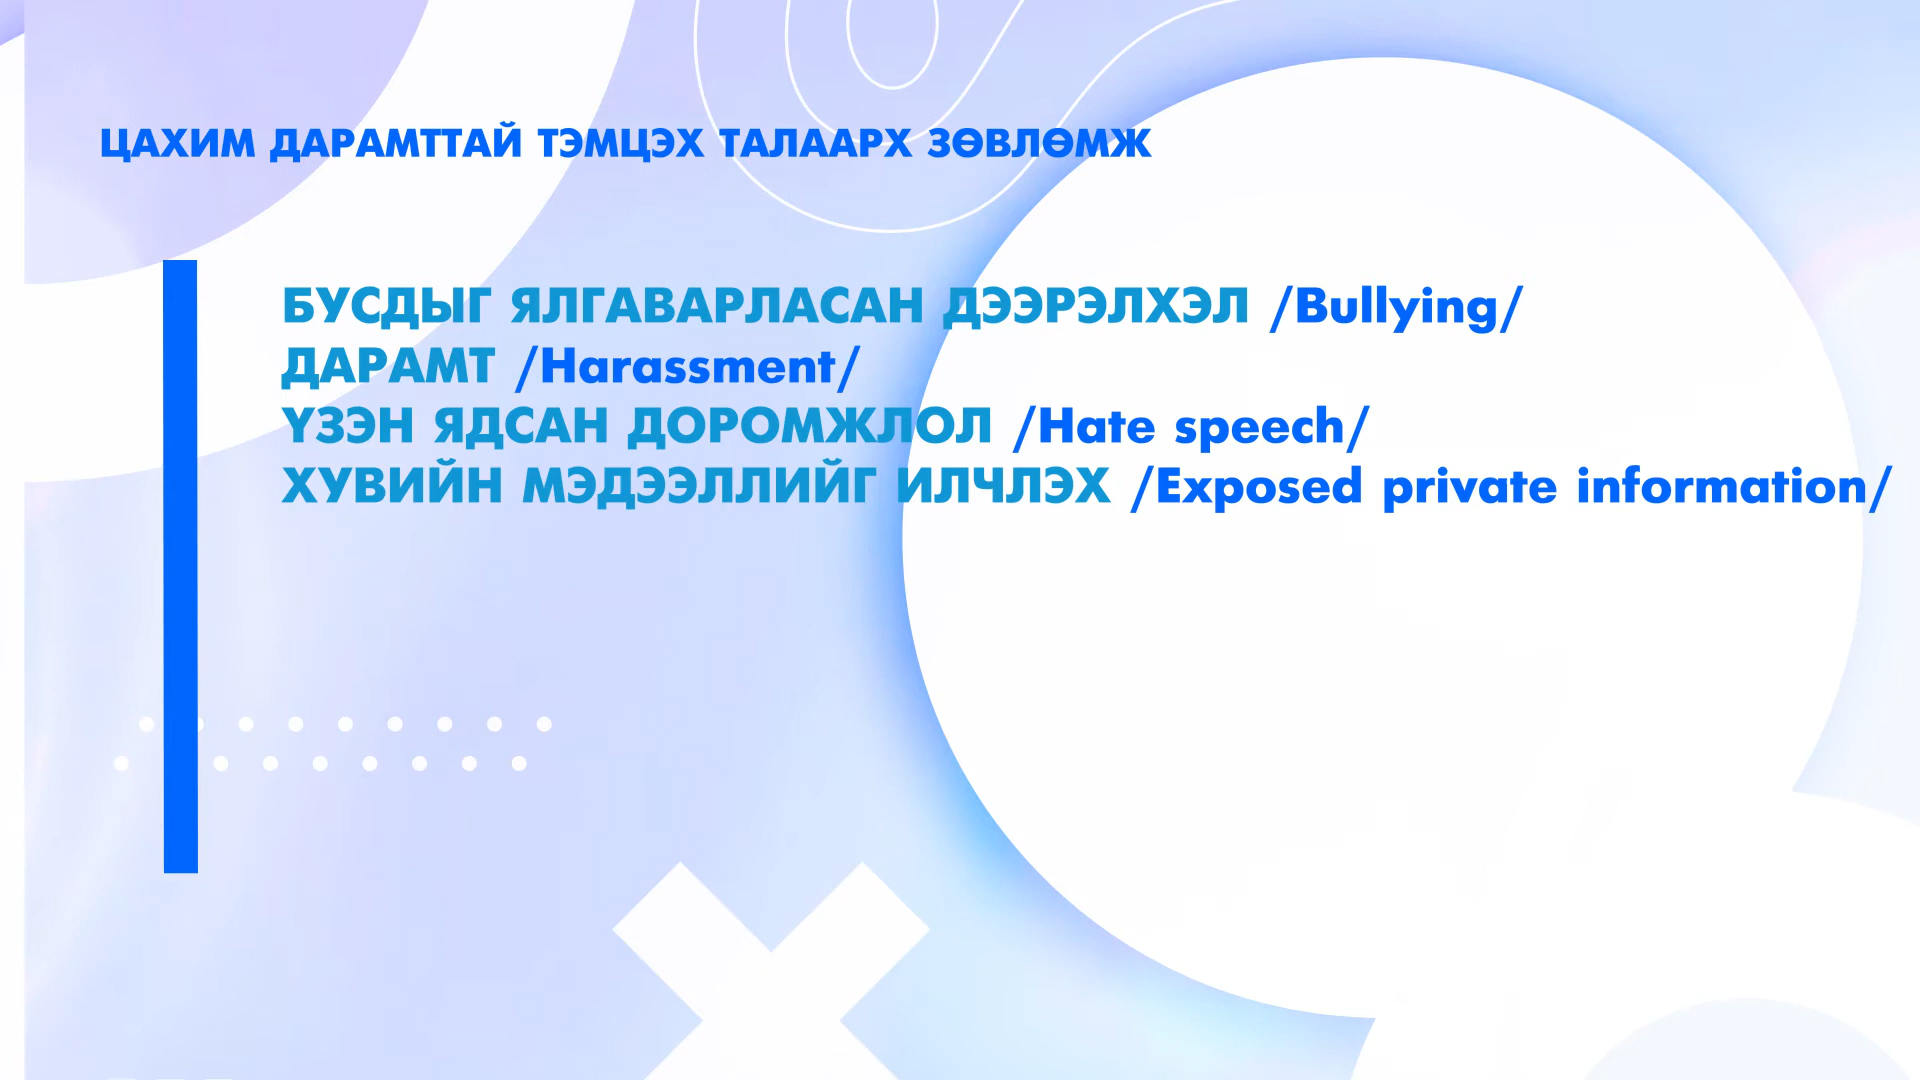 ЦАХИМ ДАРАМТТАЙ ТЭМЦЭХ ТАЛААРХ ЗӨВЛӨМЖ
БУСДЫГ ЯЛГАВАРЛАСАН ДЭЭРЭЛХЭЛ /Bullying/
ДАРАМТ /Harassment/
ҮЗЭН ЯДСАН ДОРОМЖЛОЛ /Hate speech/
ХУВИЙН МЭДЭЭЛЛИЙГ ИЛЧЛЭХ /Exposed private information/